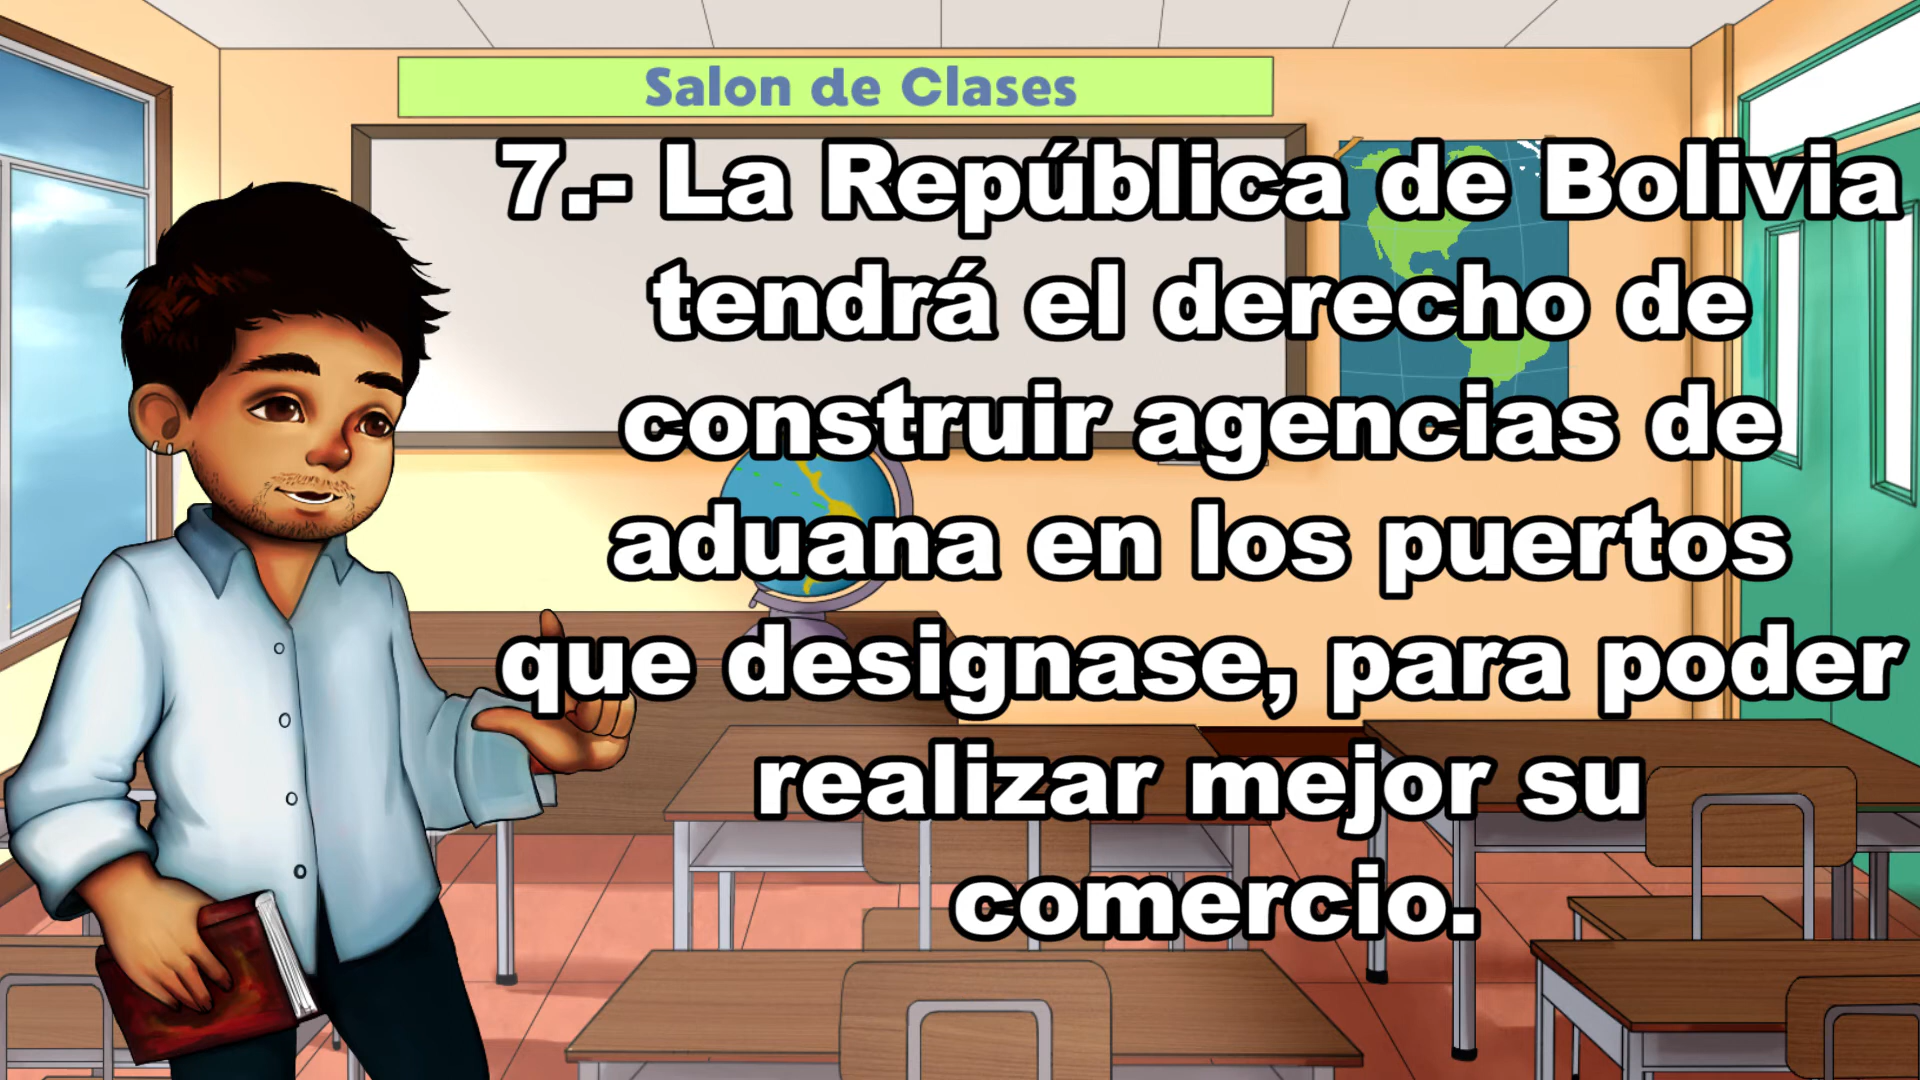 Salon de Clases
7.- La República de Bolivia
tendrá el derecho de
construir agencias de
aduana en los puertos
que designase, para poder
realizar mejor su
comercio.